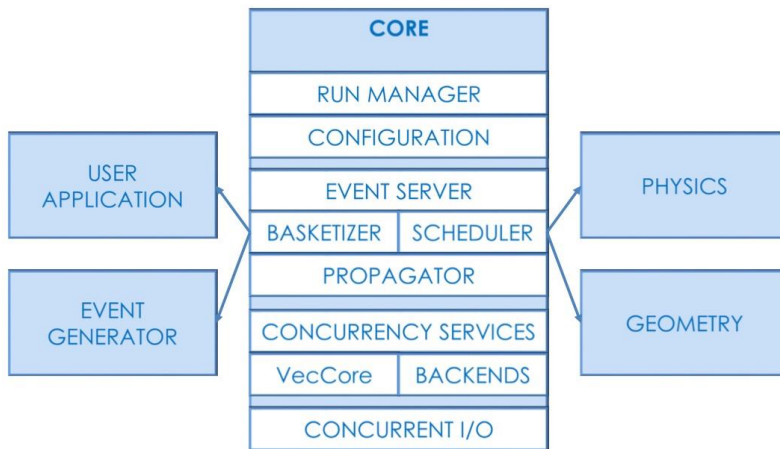 CORE
RUN MANAGER
CONFIGURATION
EVENT SERVER
BASKETIZER
SCHEDULER
PROPAGATOR
CONCURRENCY SERVICES
VecCore
BACKENDS
CONCURRENT I/O
USER
APPLICATION
EVENT
GENERATOR
PHYSICS
GEOMETRY